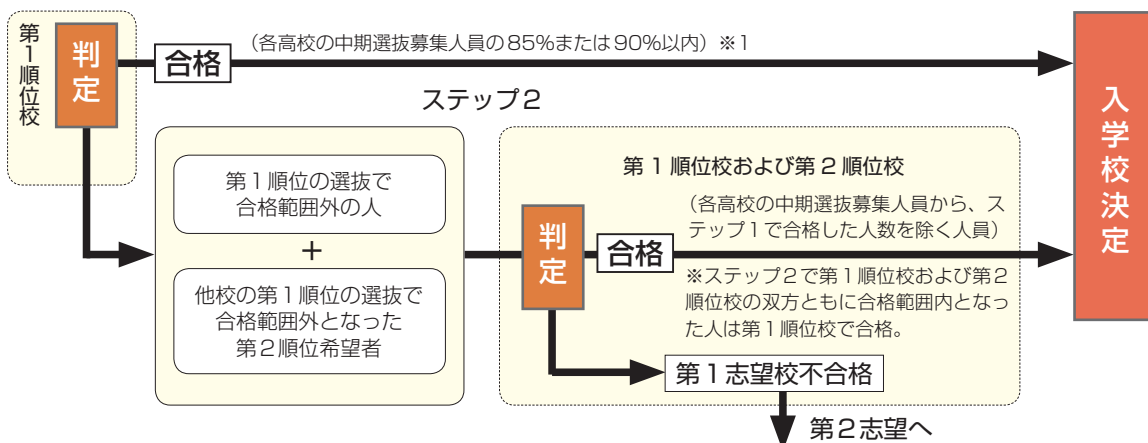 第1順位校
判定
合格
（各高校の中期選抜募集人員の85%または90%以内）※1
入学校決定
ステップ2
第1順位の選抜で
合格範囲外の人
+
他校の第1順位の選抜で
合格範囲外となった
第2順位希望者
第1順位校および第2順位校
判定
合格
（各高校の中期選抜募集人員から、ス
テップ1で合格した人数を除く人員）
※ステップ2で第1順位校および第2
順位校の双方ともに合格範囲内となっ
た人は第1順位校で合格。
第1志望校不合格
第2志望へ